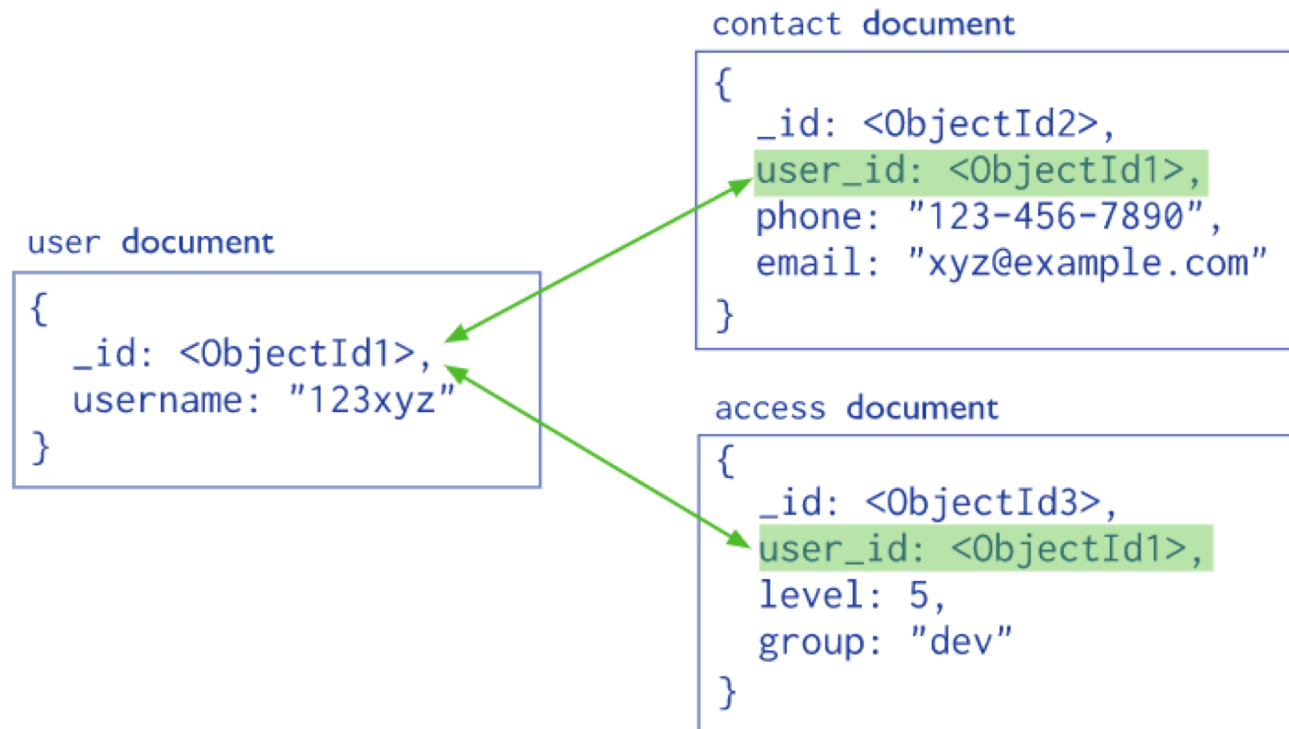 user document
{
_id: <ObjectId1>,
username: "123xyz"
}
contact document
{
_id: <ObjectId2>,
user_id: <ObjectId1>,
phone: "123-456-7890",
email: "xyz@example.com"
}
access document
{
_id: <ObjectId3>,
user_id: <ObjectId1>,
level: 5,
group: "dev"
}